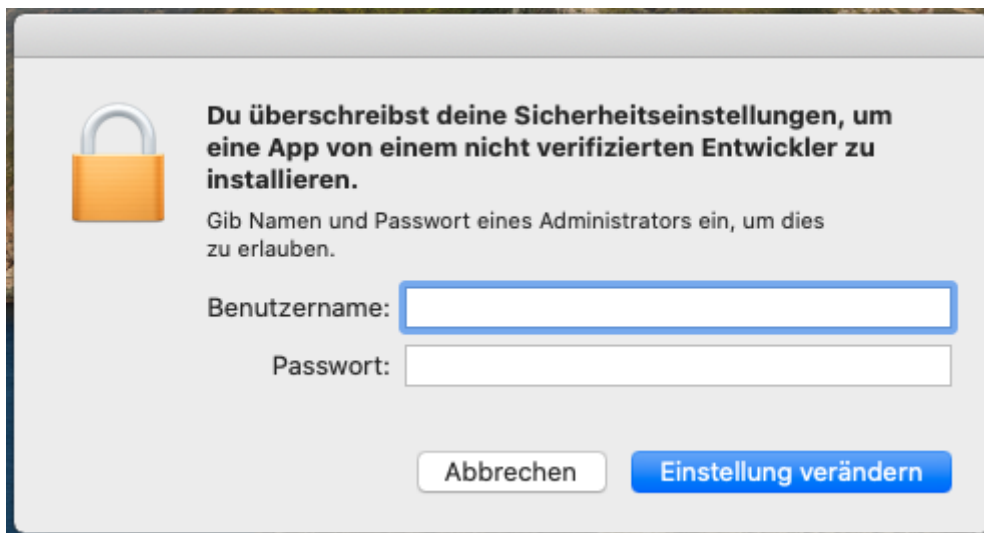 Du überschreibst deine Sicherheitseinstellungen, um
eine App von einem nicht verifizierten Entwickler zu
installieren.
Gib Namen und Passwort eines Administrators ein, um dies
zu erlauben.
Benutzername:
Passwort:
Abbrechen Einstellung verändern